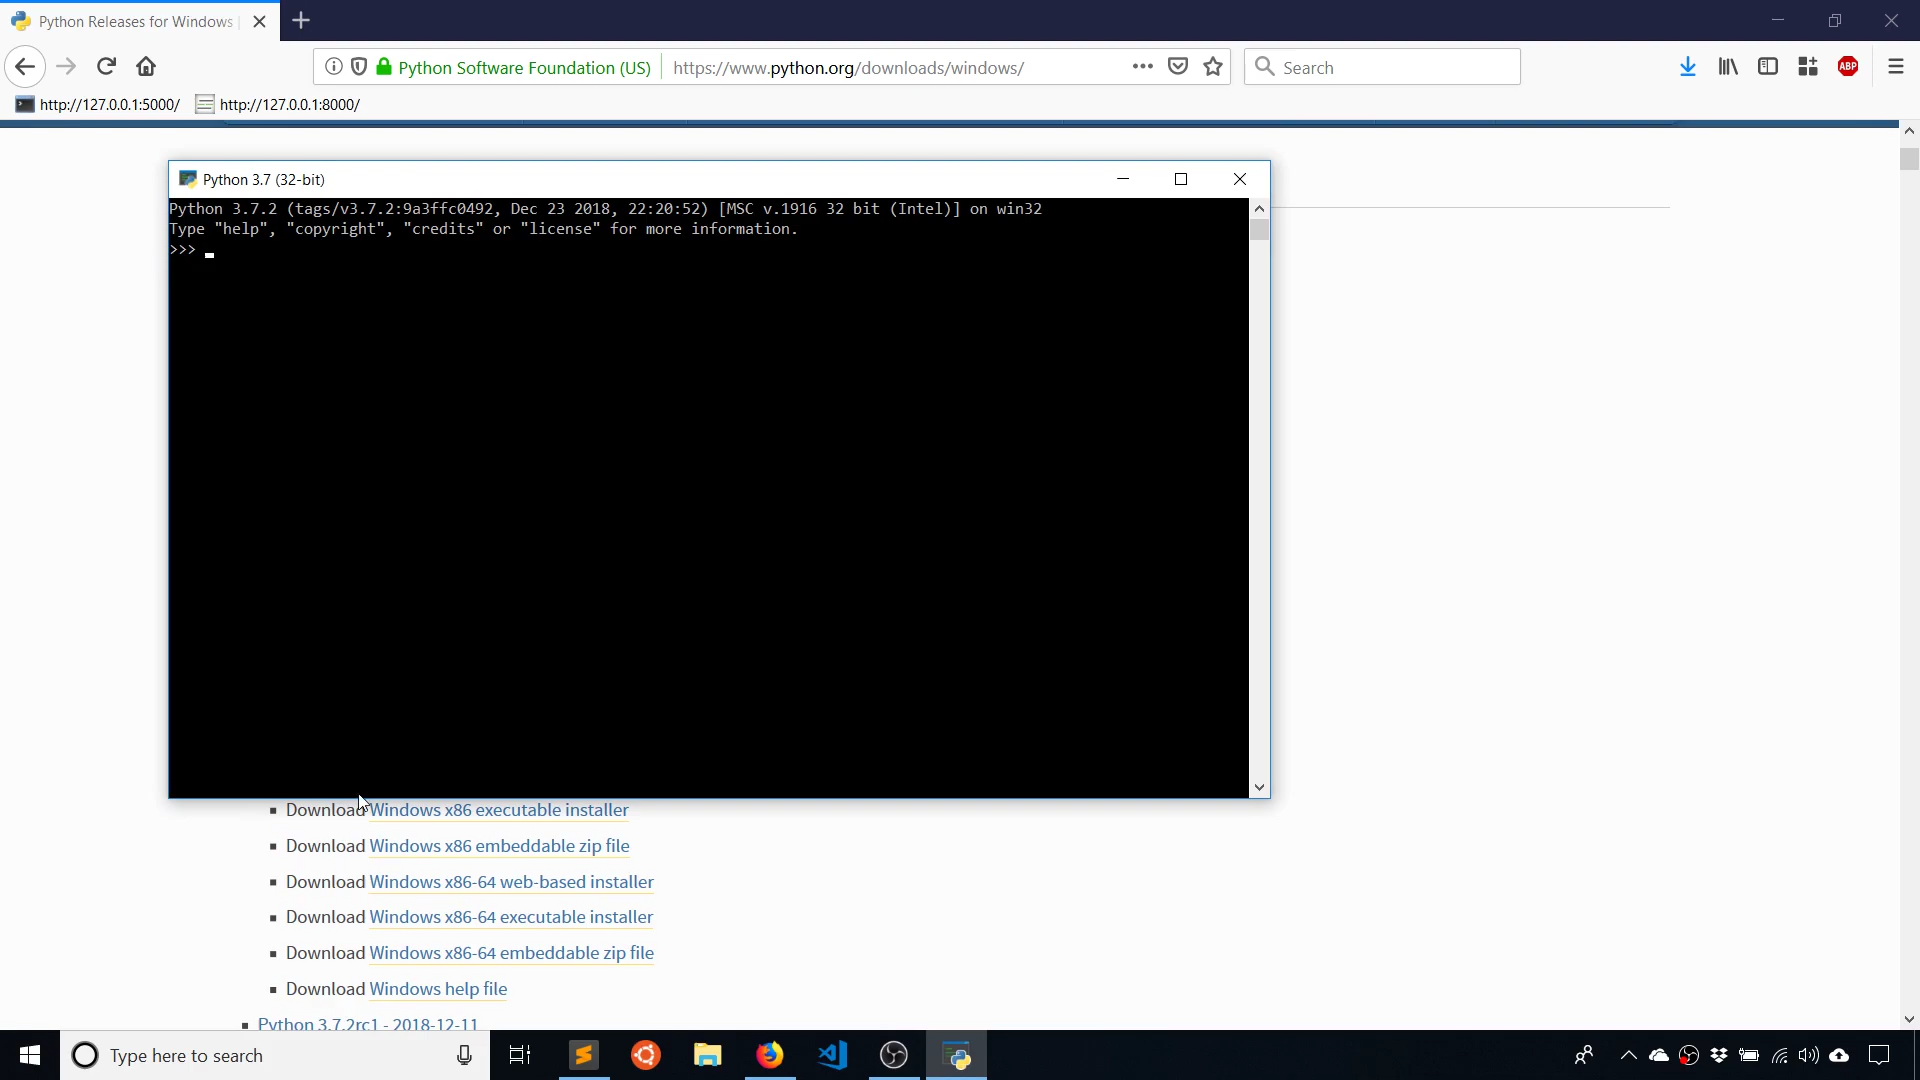 Python Releases for Windows
Python Software Foundation (US)
https://www.python.org/downloads/windows/
Search
ABP
http://127.0.0.1:5000/
http://127.0.0.1:8000/
Python 3.7 (32-bit)
Python 3.7.2 (tags/v3.7.2:9a3ffc0492, Dec 23 2018, 22:20:52) [MSC v.1916 32 bit (Intel)] on win32
Type "help", "copyright", "credits" or "license" for more information.
>>>
Download Windows x86 executable installer
Download Windows x86 embeddable zip file
Download Windows x86-64 web-based installer
Download Windows x86-64 executable installer
Download Windows x86-64 embeddable zip file
Download Windows help file
Python 3.7.2rc1 - 2018-12-11
Type here to search